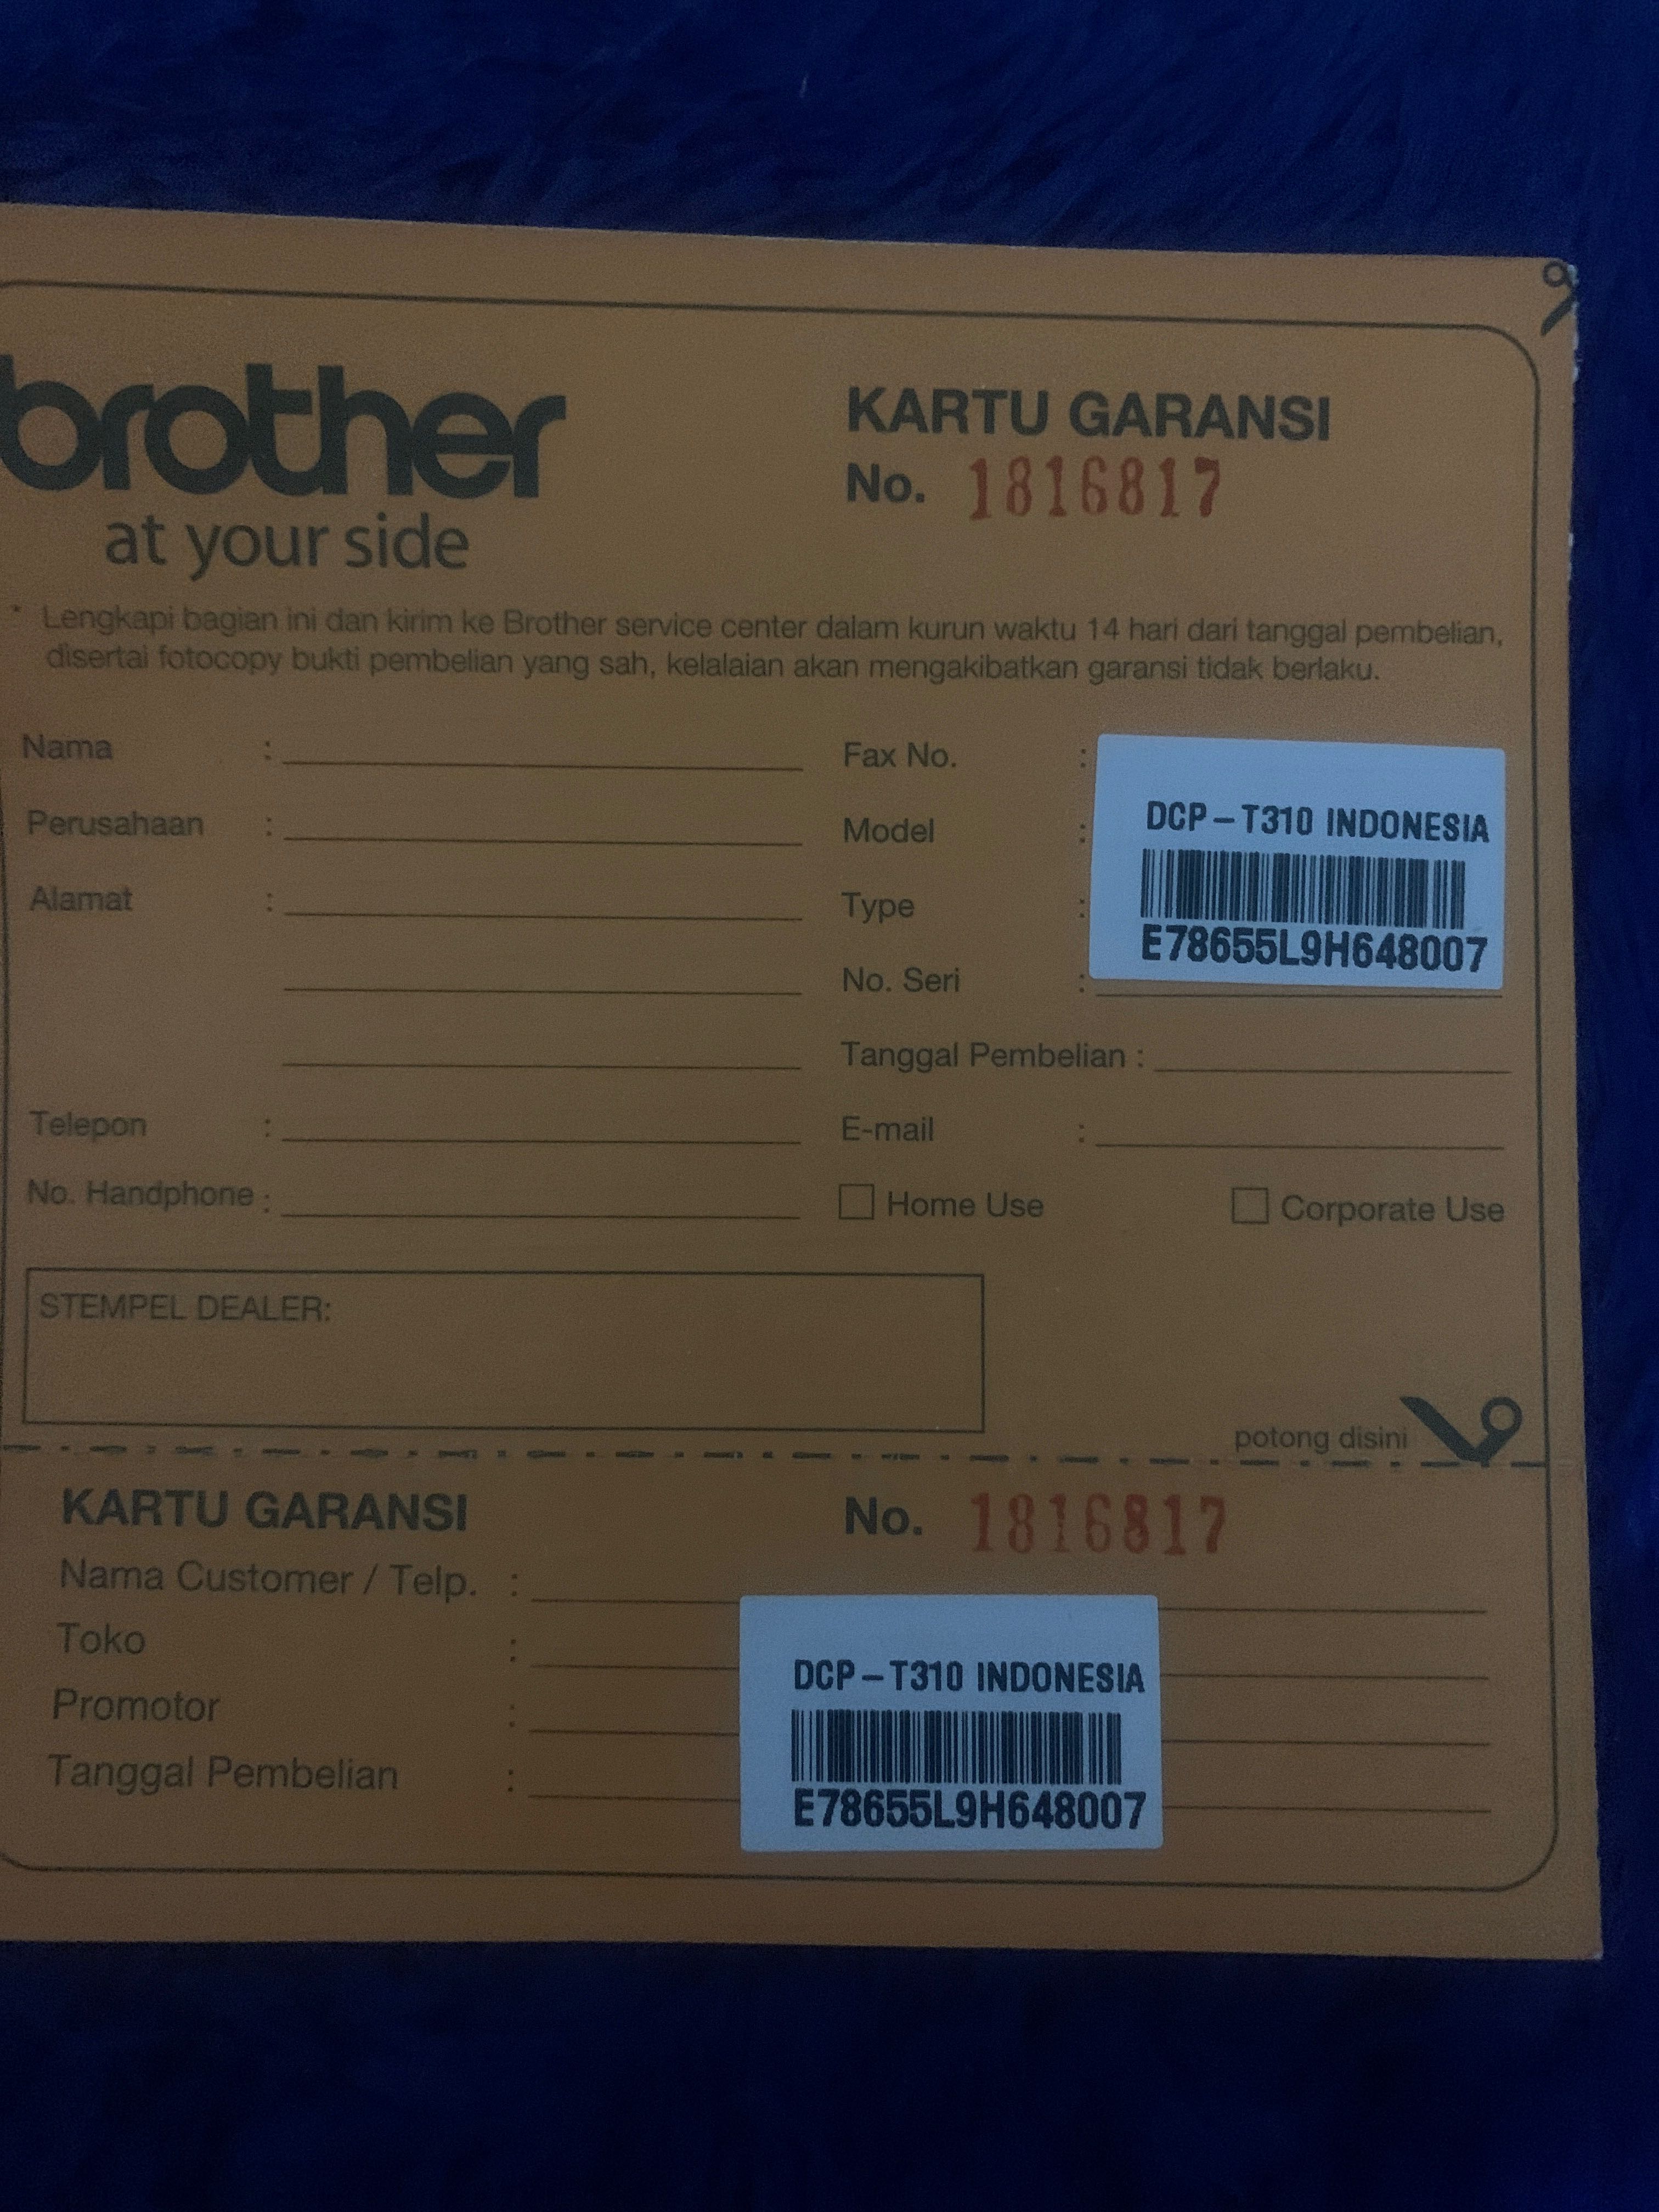 brother
at your side
KARTU GARANSI
No. 1816817
* Lengkapi bagian ini dan kirim ke Brother service center dalam kurun waktu 14 hari dari tanggal pembelian,
disertai fotocopy bukti pembelian yang sah, kelalaian akan mengakibatkan garansi tidak berlaku.
Nama :
Perusahaan :
Alamat :
Telepon :
No. Handphone :
Fax No. :
Model :
Type :
No. Seri :
DCP-T310 INDONESIA
E78655L9H648007
Tanggal Pembelian :
E-mail :
Home Use
Corporate Use
STEMPEL DEALER:
potong disini
KARTU GARANSI
No. 1816817
Nama Customer / Telp. :
Toko :
Promotor :
Tanggal Pembelian :
DCP-T310 INDONESIA
E78655L9H648007